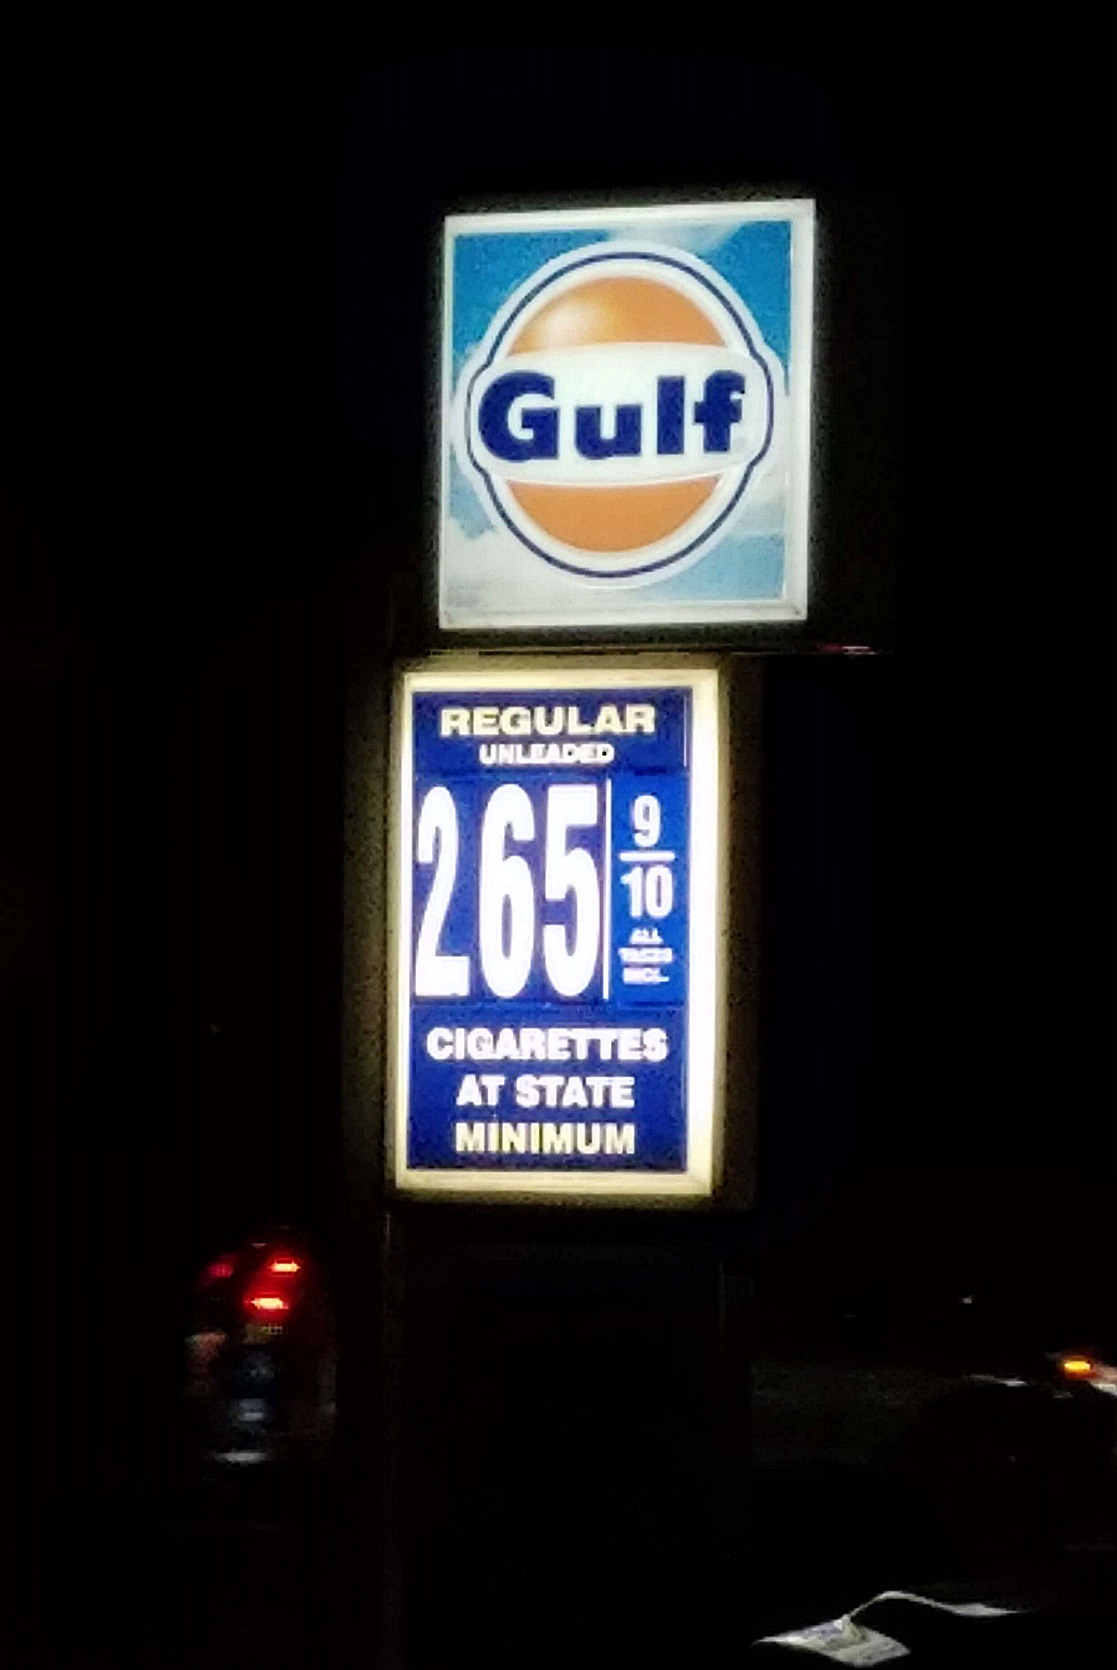 Gulf
REGULAR
UNLEADED
265 9/10
ALL
TAXES
INCL.
CIGARETTES
AT STATE
MINIMUM